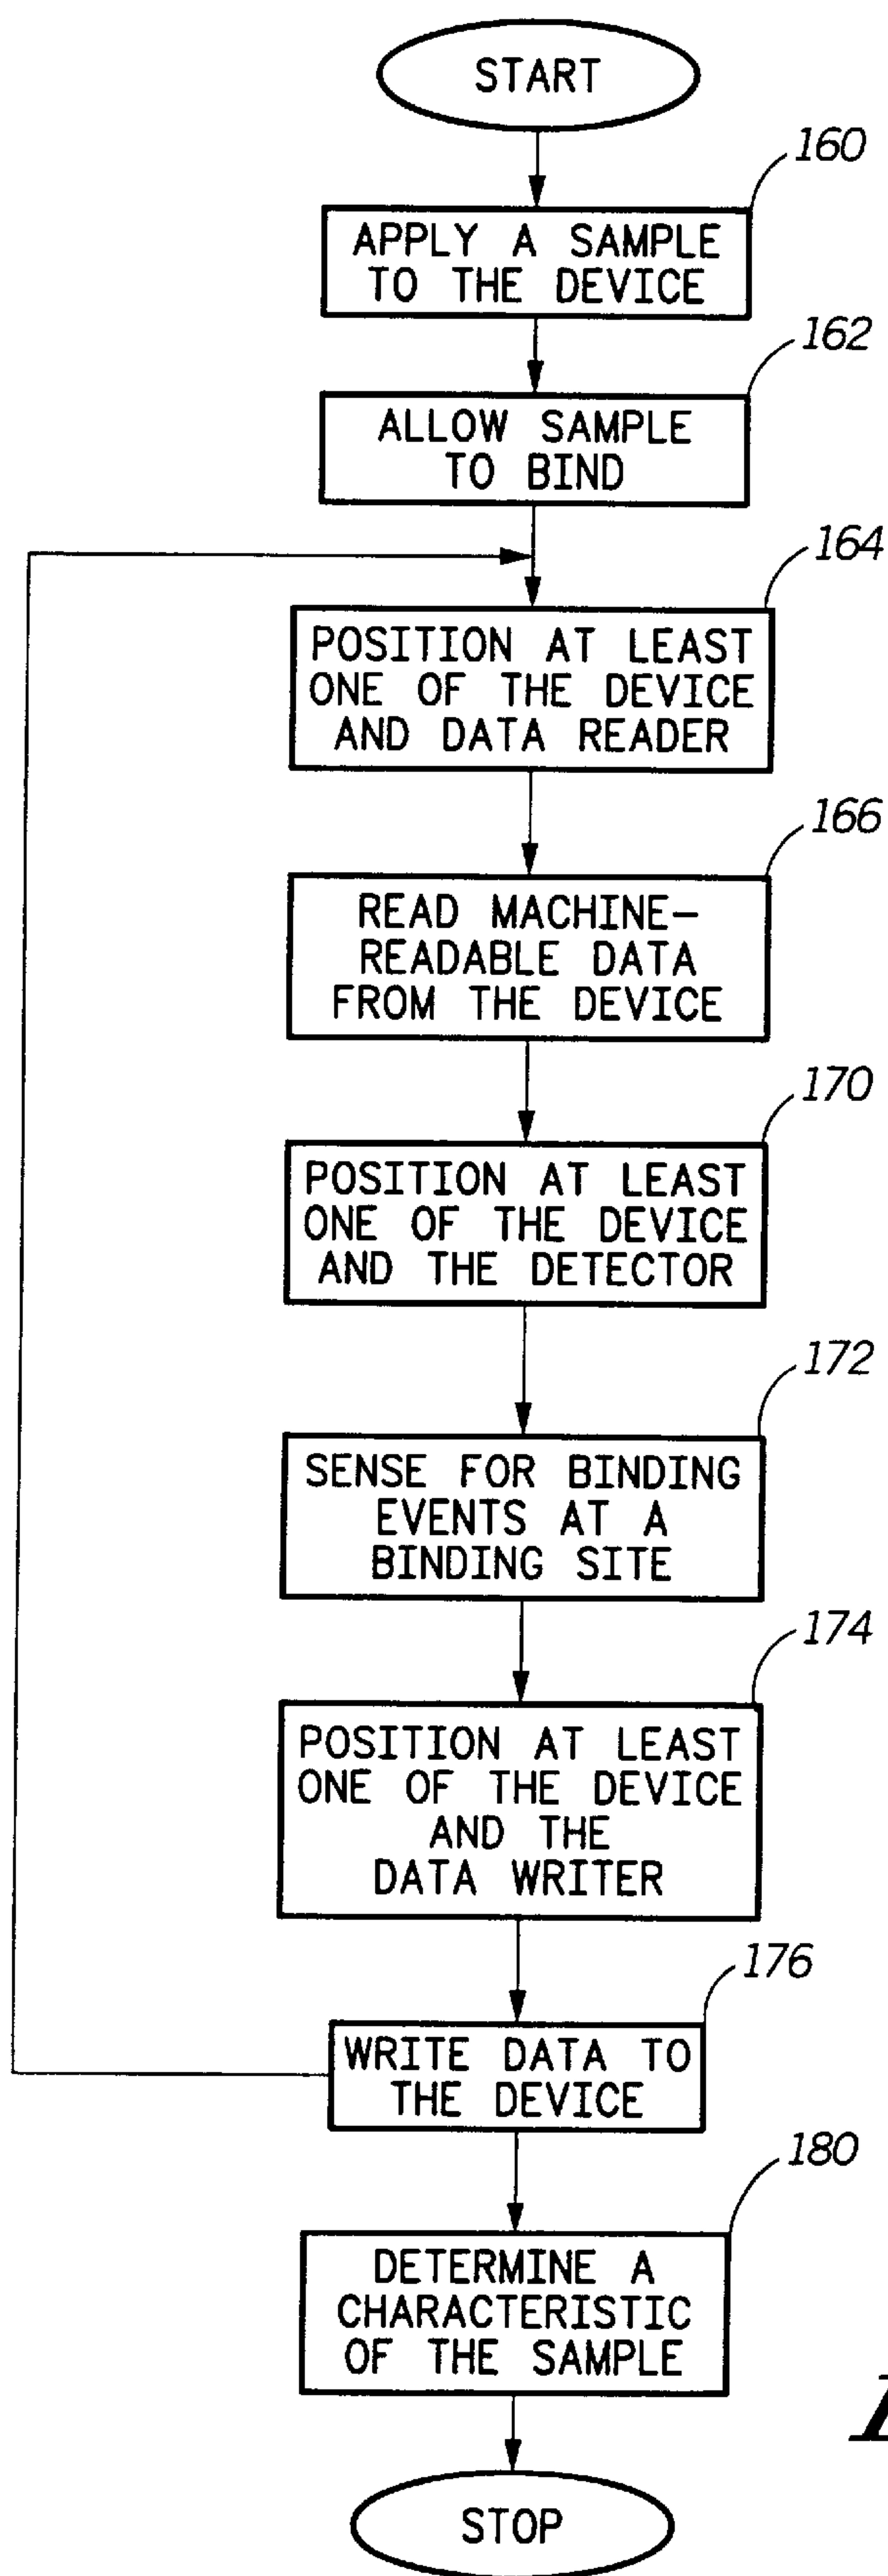 START
160
APPLY A SAMPLE
TO THE DEVICE
162
ALLOW SAMPLE
TO BIND
164
POSITION AT LEAST
ONE OF THE DEVICE
AND DATA READER
166
READ MACHINE-
READABLE DATA
FROM THE DEVICE
170
POSITION AT LEAST
ONE OF THE DEVICE
AND THE DETECTOR
172
SENSE FOR BINDING
EVENTS AT A
BINDING SITE
174
POSITION AT LEAST
ONE OF THE DEVICE
AND THE
DATA WRITER
176
WRITE DATA TO
THE DEVICE
180
DETERMINE A
CHARACTERISTIC
OF THE SAMPLE
STOP